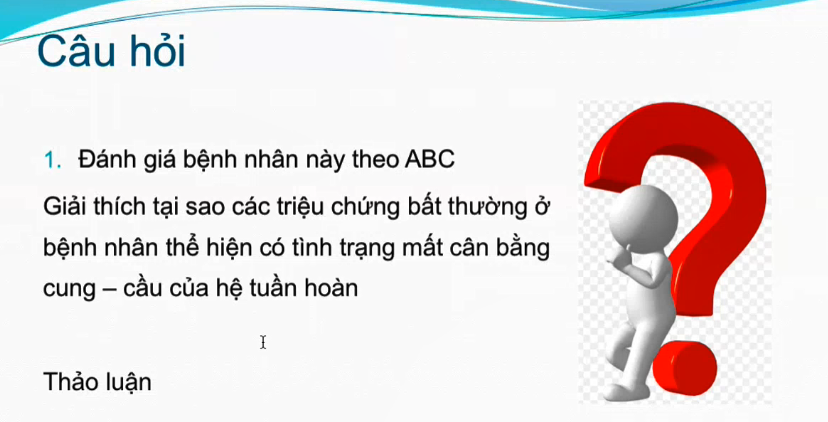 Câu hỏi
1. Đánh giá bệnh nhân này theo ABC
Giải thích tại sao các triệu chứng bất thường ở
bệnh nhân thể hiện có tình trạng mất cân bằng
cung – cầu của hệ tuần hoàn
Thảo luận